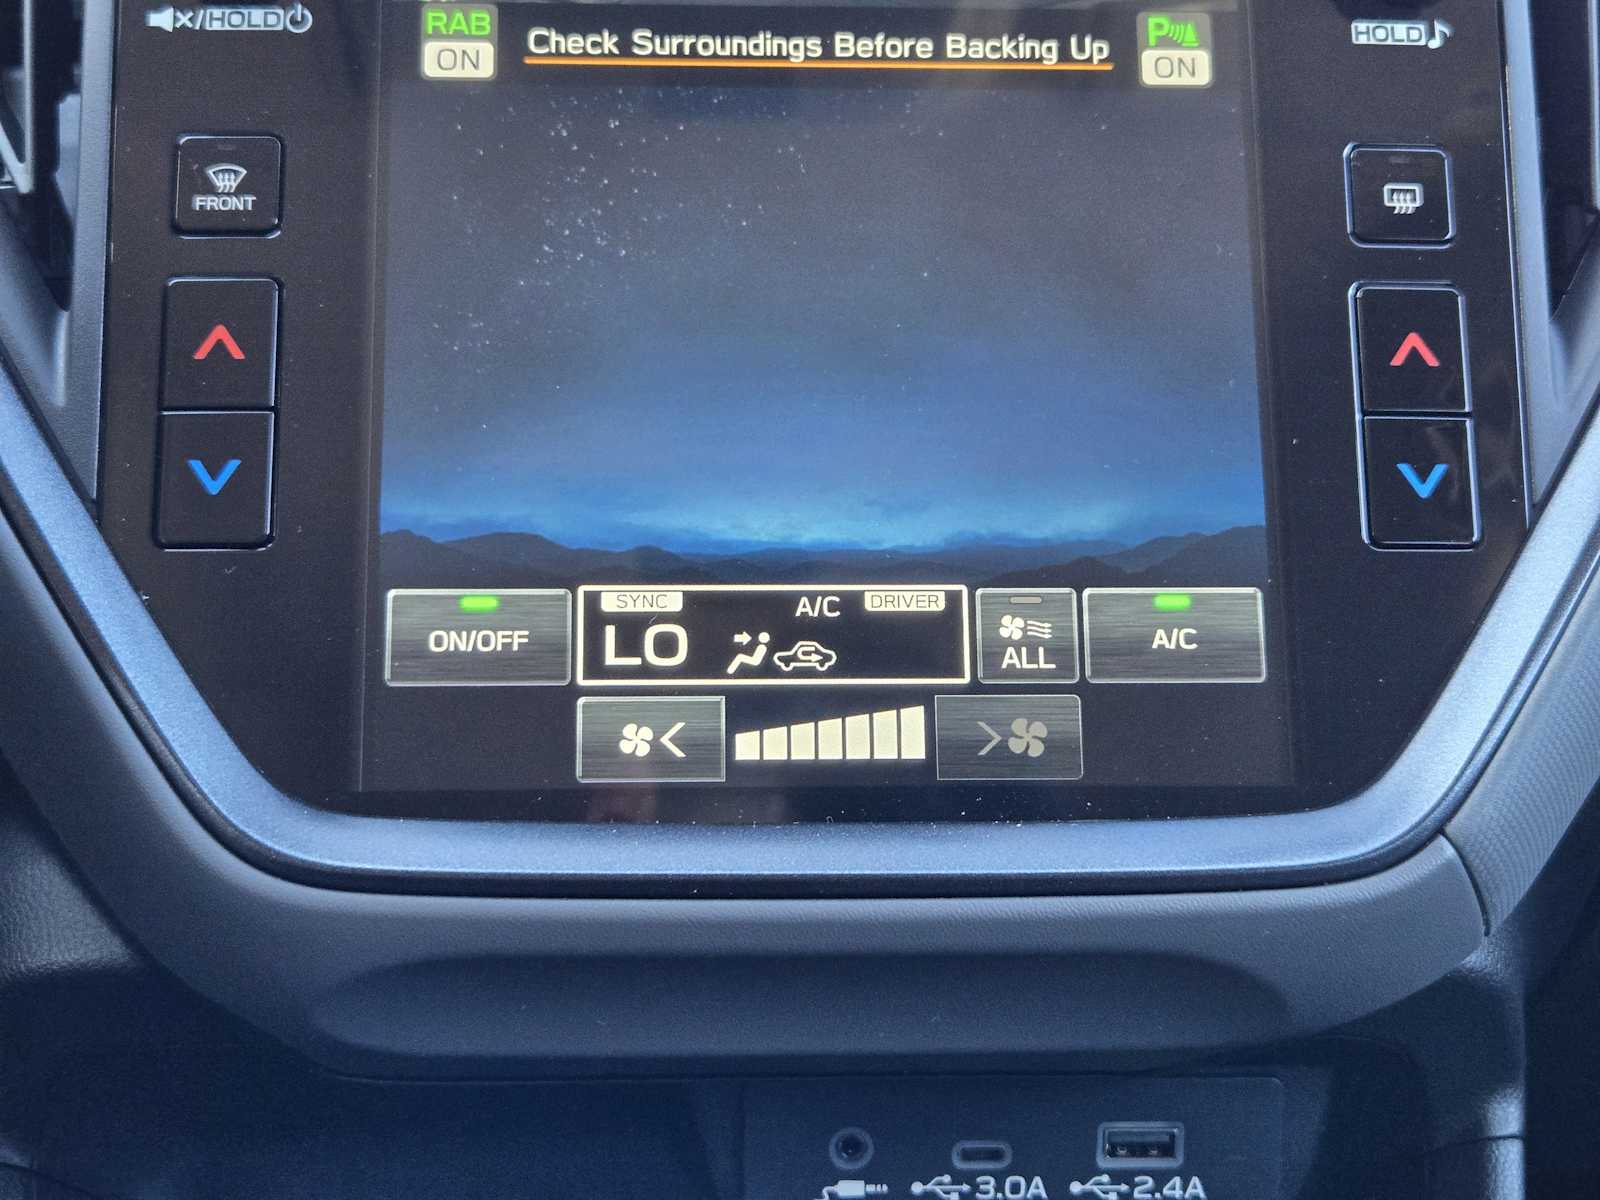 /HOLD
RAB
ON
Check Surroundings Before Backing Up
P
ON
HOLD
FRONT
ON/OFF
SYNC
A/C
DRIVER
LO
ALL
A/C
3.0A
2.4A